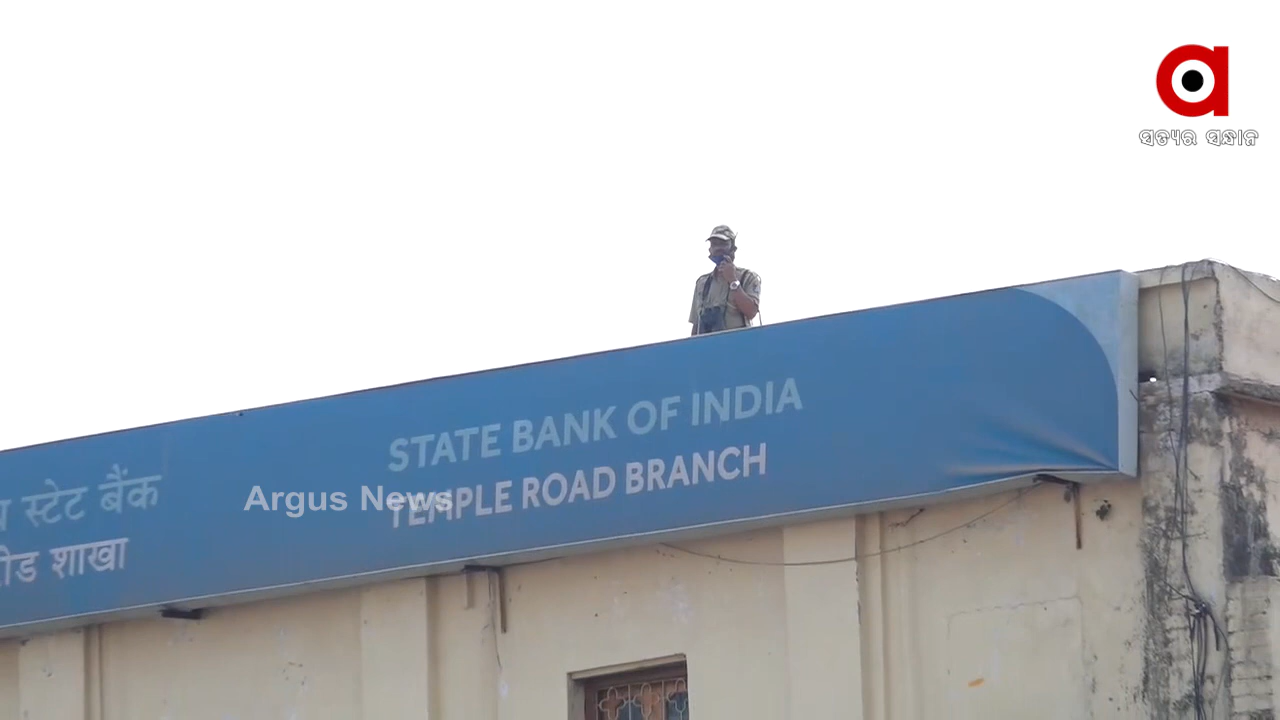 ସତ୍ୟର ସନ୍ଧାନ
STATE BANK OF INDIA
TEMPLE ROAD BRANCH
स्टेट बैंक
शाखा
Argus News